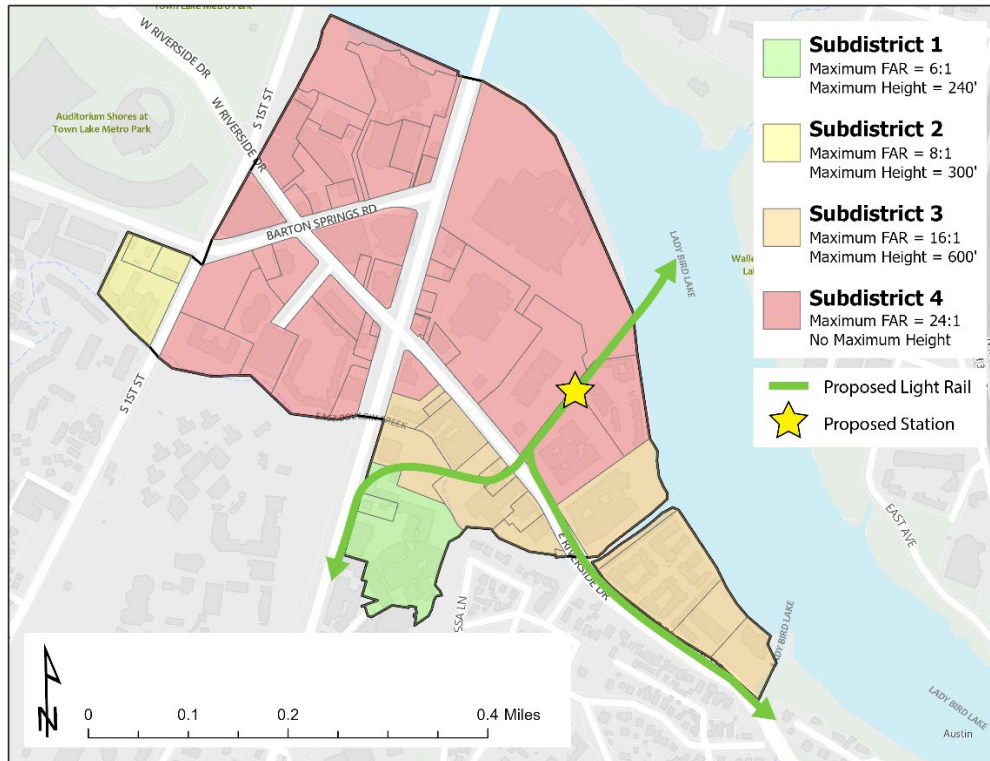 Town Lake Metro Park
W RIVERSIDE DR
W RIVERSIDE DR
S 1ST ST
Auditorium Shores at
Town Lake Metro Park
BARTON SPRINGS RD
S 1ST ST
LADY BIRD LAKE
E RIVERSIDE DR
SSA LN
LADY BIRD LAKE
EAST AVE
LADY BIRD LAKE
Austin
Subdistrict 1
Maximum FAR = 6:1
Maximum Height = 240'
Subdistrict 2
Maximum FAR = 8:1
Maximum Height = 300'
Subdistrict 3
Maximum FAR = 16:1
Maximum Height = 600'
Subdistrict 4
Maximum FAR = 24:1
No Maximum Height
Proposed Light Rail
Proposed Station
N
0 0.1 0.2 0.4 Miles